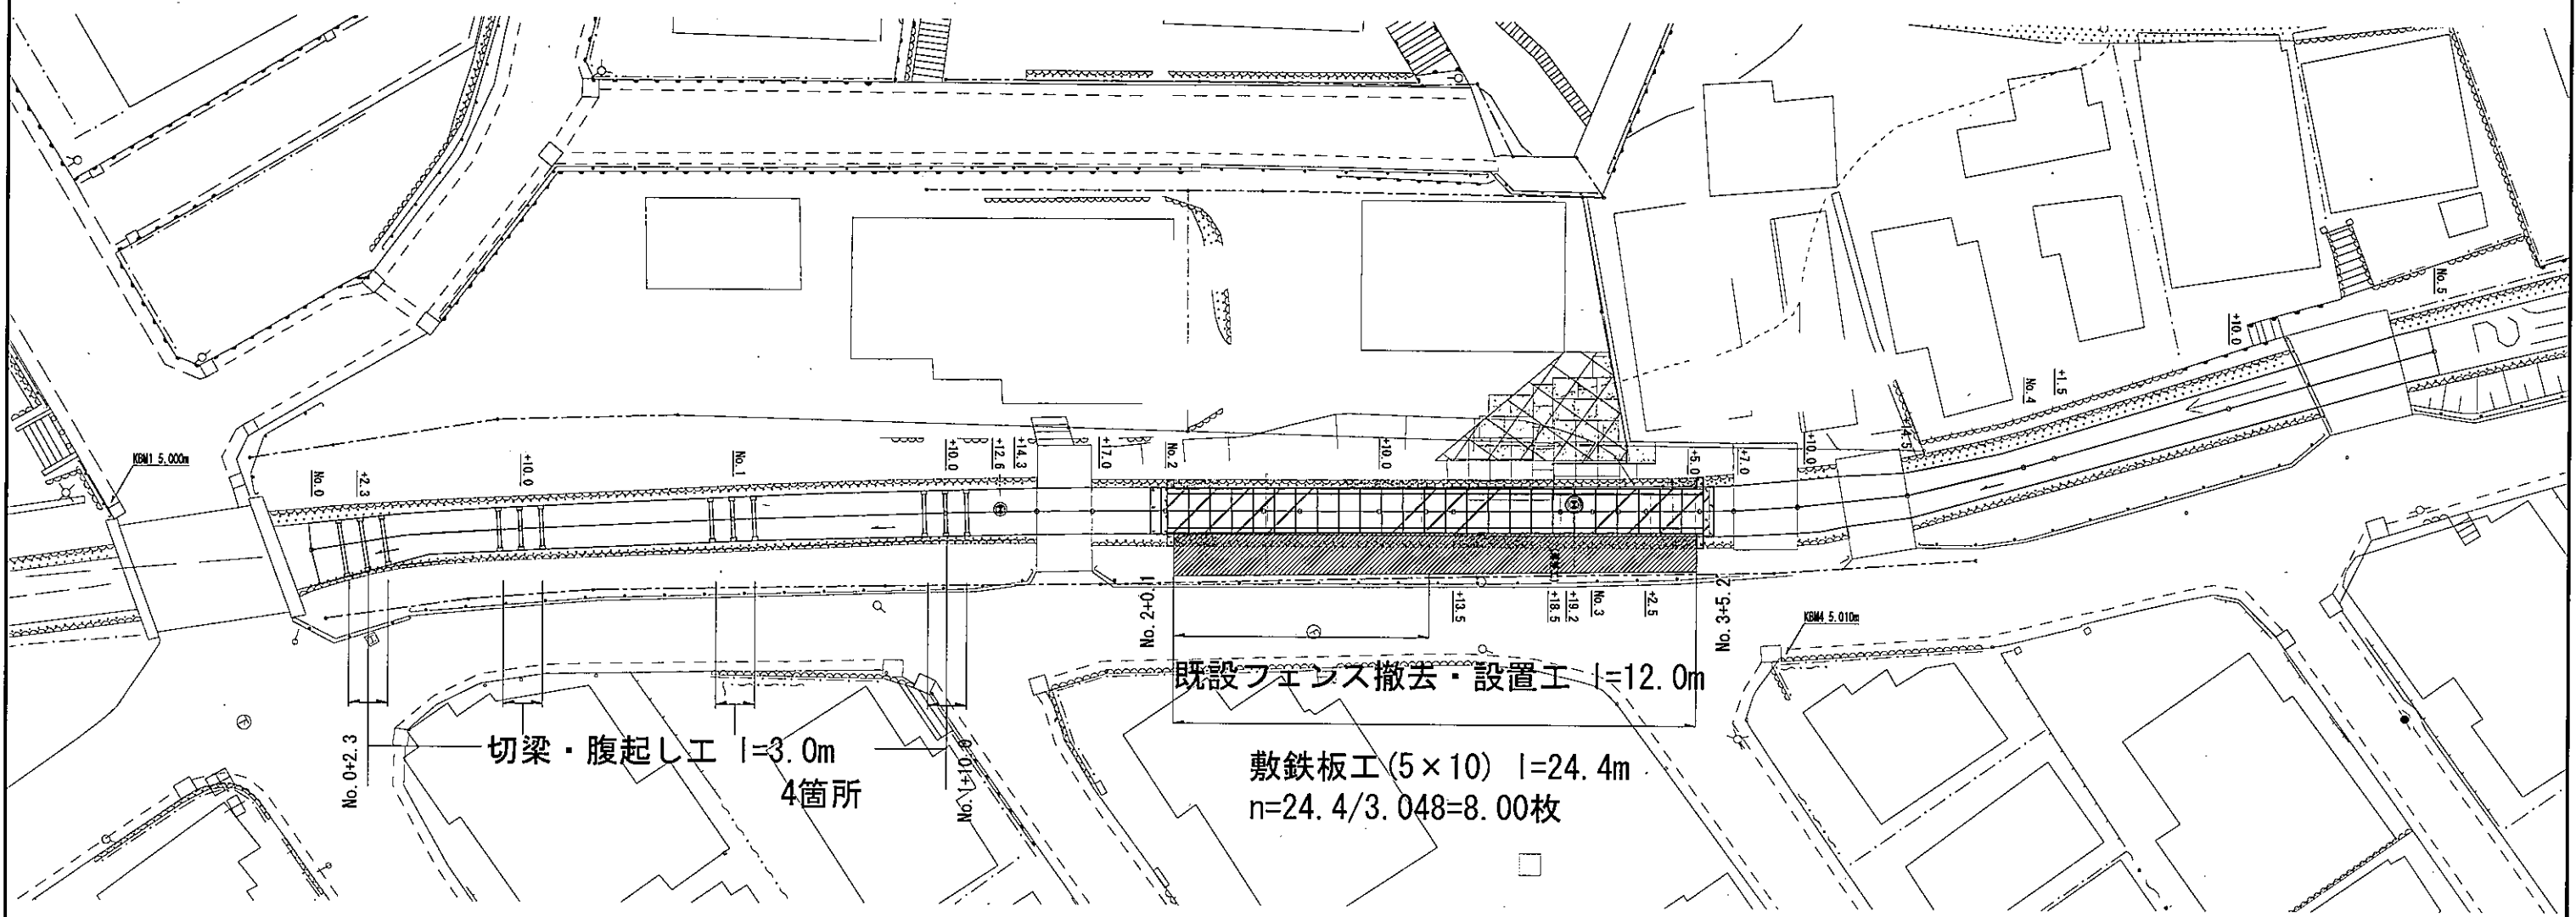 KBM1 5.000m
No.0
+2.3
+10.0
No.1
+10.0
+12.6
+14.3
+17.0
No.2
+10.0
+5.0
+7.0
+10.0
No.4
+1.5
+10.0
No.5
+13.5
+18.5
+19.2
No.3
+2.5
No. 2+0.1
No. 3+5.2
KBM4 5.010m
既設フェンス撤去・設置工 l=12.0m
No.0+2.3
切梁・腹起し工 l=3.0m
4箇所
No.1+10.0
敷鉄板工(5×10) l=24.4m
n=24.4/3.048=8.00枚